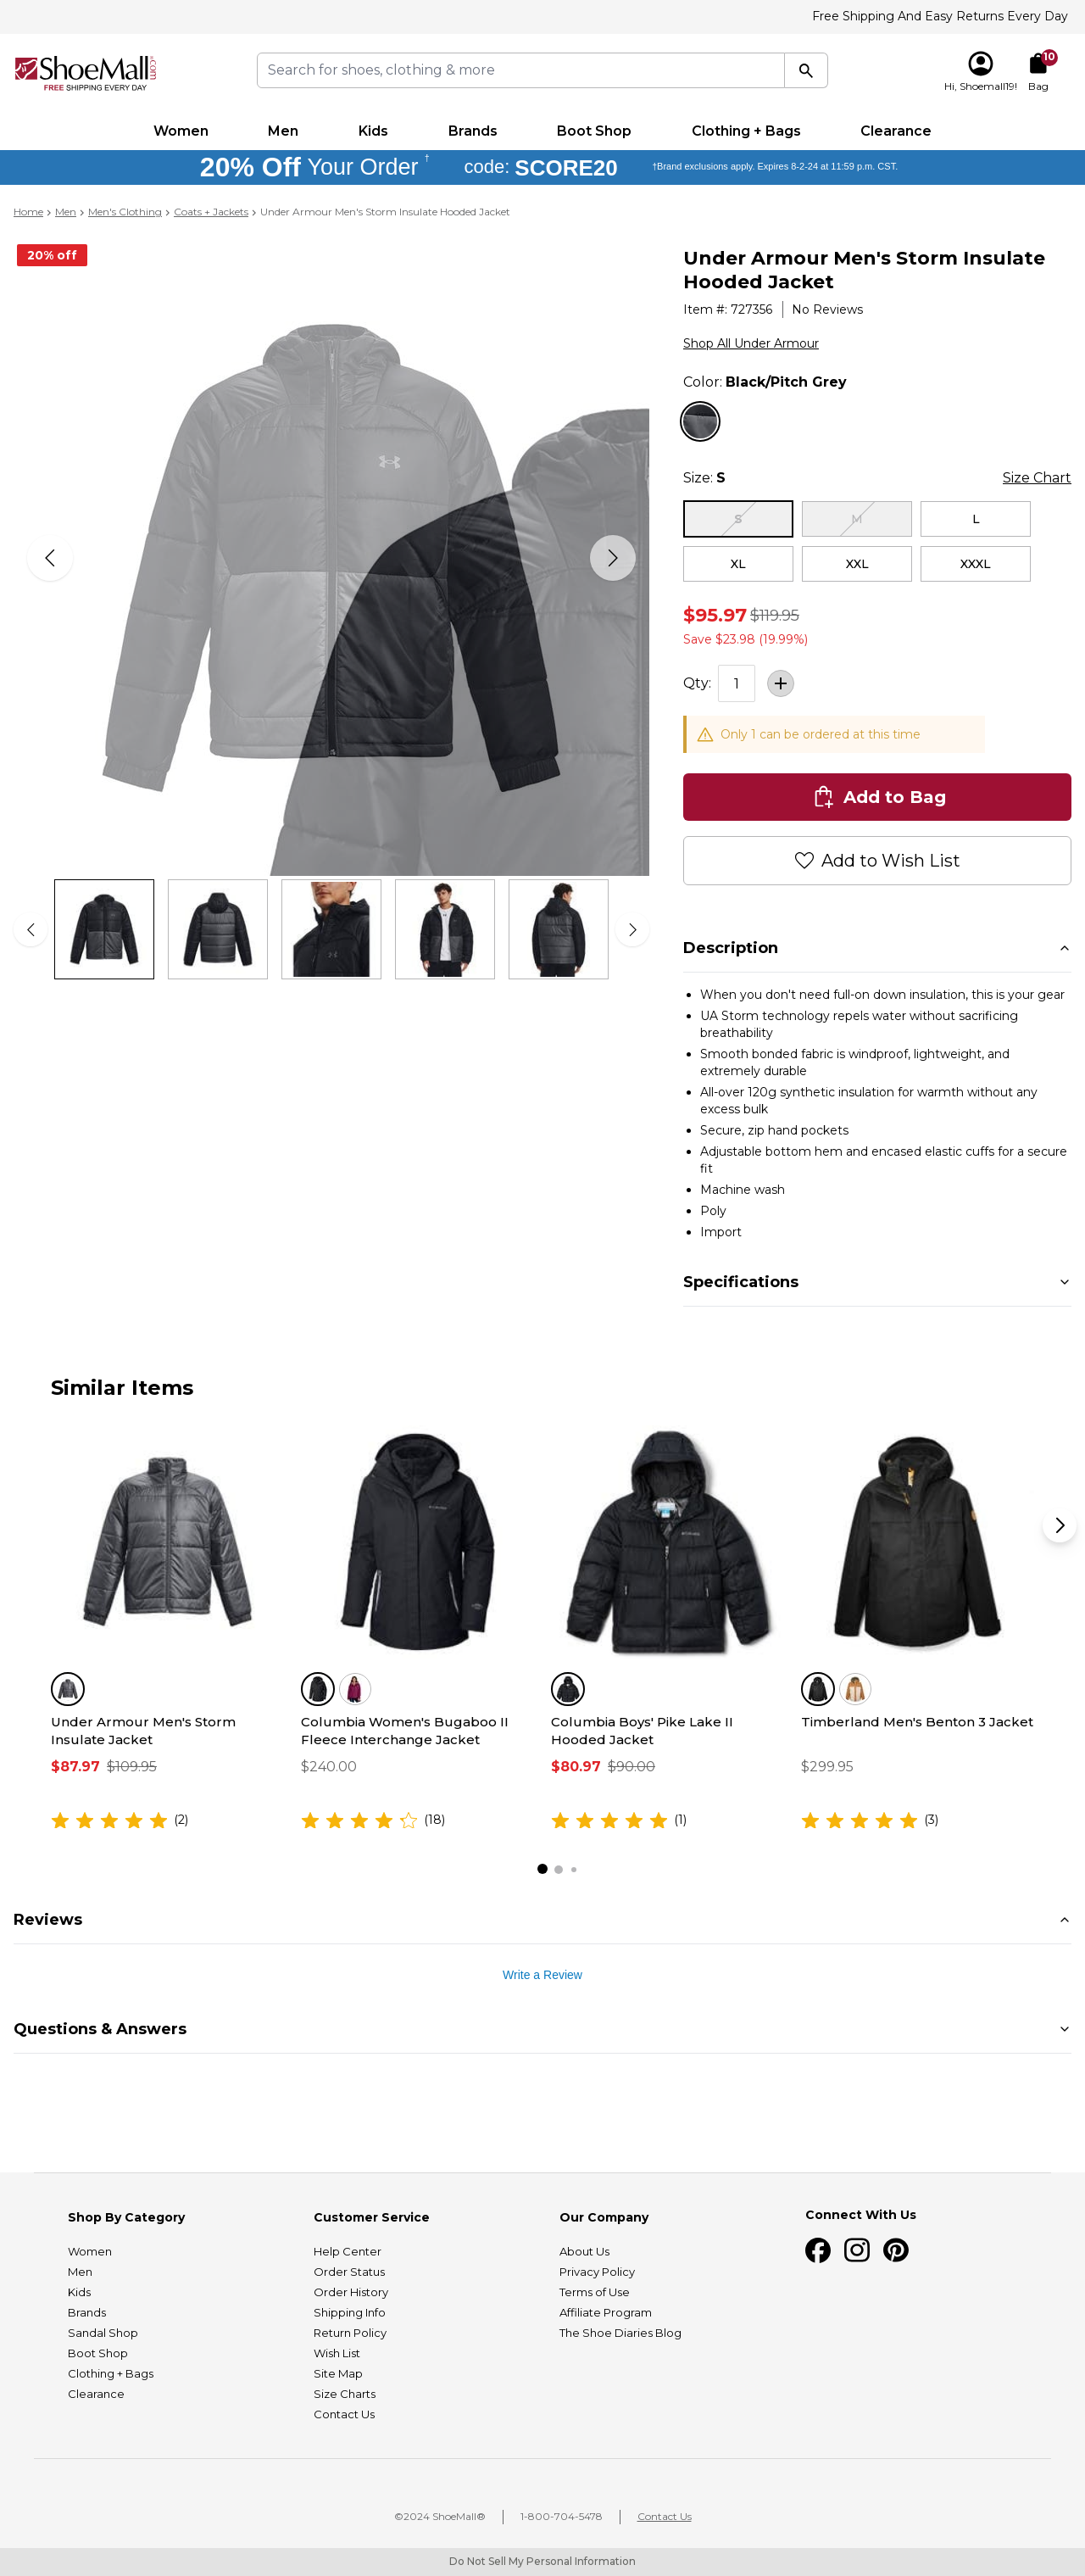 Free Shipping And Easy Returns Every Day
ShoeMall.com
FREE SHIPPING EVERY DAY
Search for shoes, clothing & more
10
Hi, Shoemall19!
Bag
Women
Men
Kids
Brands
Boot Shop
Clothing + Bags
Clearance
20% Off Your Order † code: SCORE20 †Brand exclusions apply. Expires 8-2-24 at 11:59 p.m. CST.
Home > Men > Men's Clothing > Coats + Jackets > Under Armour Men's Storm Insulate Hooded Jacket
20% off
Under Armour Men's Storm Insulate
Hooded Jacket
Item #: 727356 | No Reviews
Shop All Under Armour
Color: Black/Pitch Grey
Size: S
Size Chart
S
M
L
XL
XXL
XXXL
$95.97 $119.95
Save $23.98 (19.99%)
Qty: 1 +
Only 1 can be ordered at this time
Add to Bag
Add to Wish List
Description
• When you don't need full-on down insulation, this is your gear
• UA Storm technology repels water without sacrificing
breathability
• Smooth bonded fabric is windproof, lightweight, and
extremely durable
• All-over 120g synthetic insulation for warmth without any
excess bulk
• Secure, zip hand pockets
• Adjustable bottom hem and encased elastic cuffs for a secure
fit
• Machine wash
• Poly
• Import
Specifications
Similar Items
Under Armour Men's Storm
Insulate Jacket
$87.97 $109.95
(2)
Columbia Women's Bugaboo II
Fleece Interchange Jacket
$240.00
(18)
Columbia Boys' Pike Lake II
Hooded Jacket
$80.97 $90.00
(1)
Timberland Men's Benton 3 Jacket
$299.95
(3)
Reviews
Write a Review
Questions & Answers
Shop By Category
Women
Men
Kids
Brands
Sandal Shop
Boot Shop
Clothing + Bags
Clearance
Customer Service
Help Center
Order Status
Order History
Shipping Info
Return Policy
Wish List
Site Map
Size Charts
Contact Us
Our Company
About Us
Privacy Policy
Terms of Use
Affiliate Program
The Shoe Diaries Blog
Connect With Us
©2024 ShoeMall® | 1-800-704-5478 | Contact Us
Do Not Sell My Personal Information